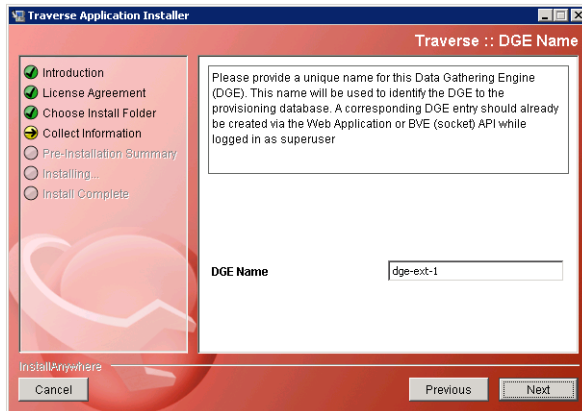 Traverse Application Installer
Traverse :: DGE Name
Introduction
License Agreement
Choose Install Folder
Collect Information
Pre-Installation Summary
Installing...
Install Complete
Please provide a unique name for this Data Gathering Engine
(DGE). This name will be used to identify the DGE to the
provisioning database. A corresponding DGE entry should already
be created via the Web Application or BVE (socket) API while
logged in as superuser
DGE Name
dge-ext-1
InstallAnywhere
Cancel
Previous
Next